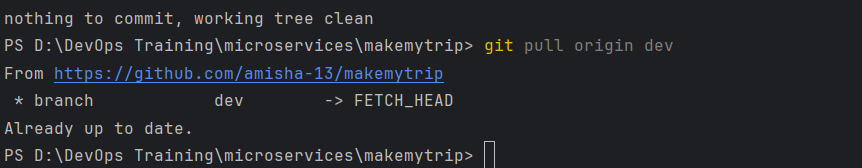 nothing to commit, working tree clean
PS D:\DevOps Training\microservices\makemytrip> git pull origin dev
From https://github.com/amisha-13/makemytrip
 * branch            dev        -> FETCH_HEAD
Already up to date.
PS D:\DevOps Training\microservices\makemytrip>